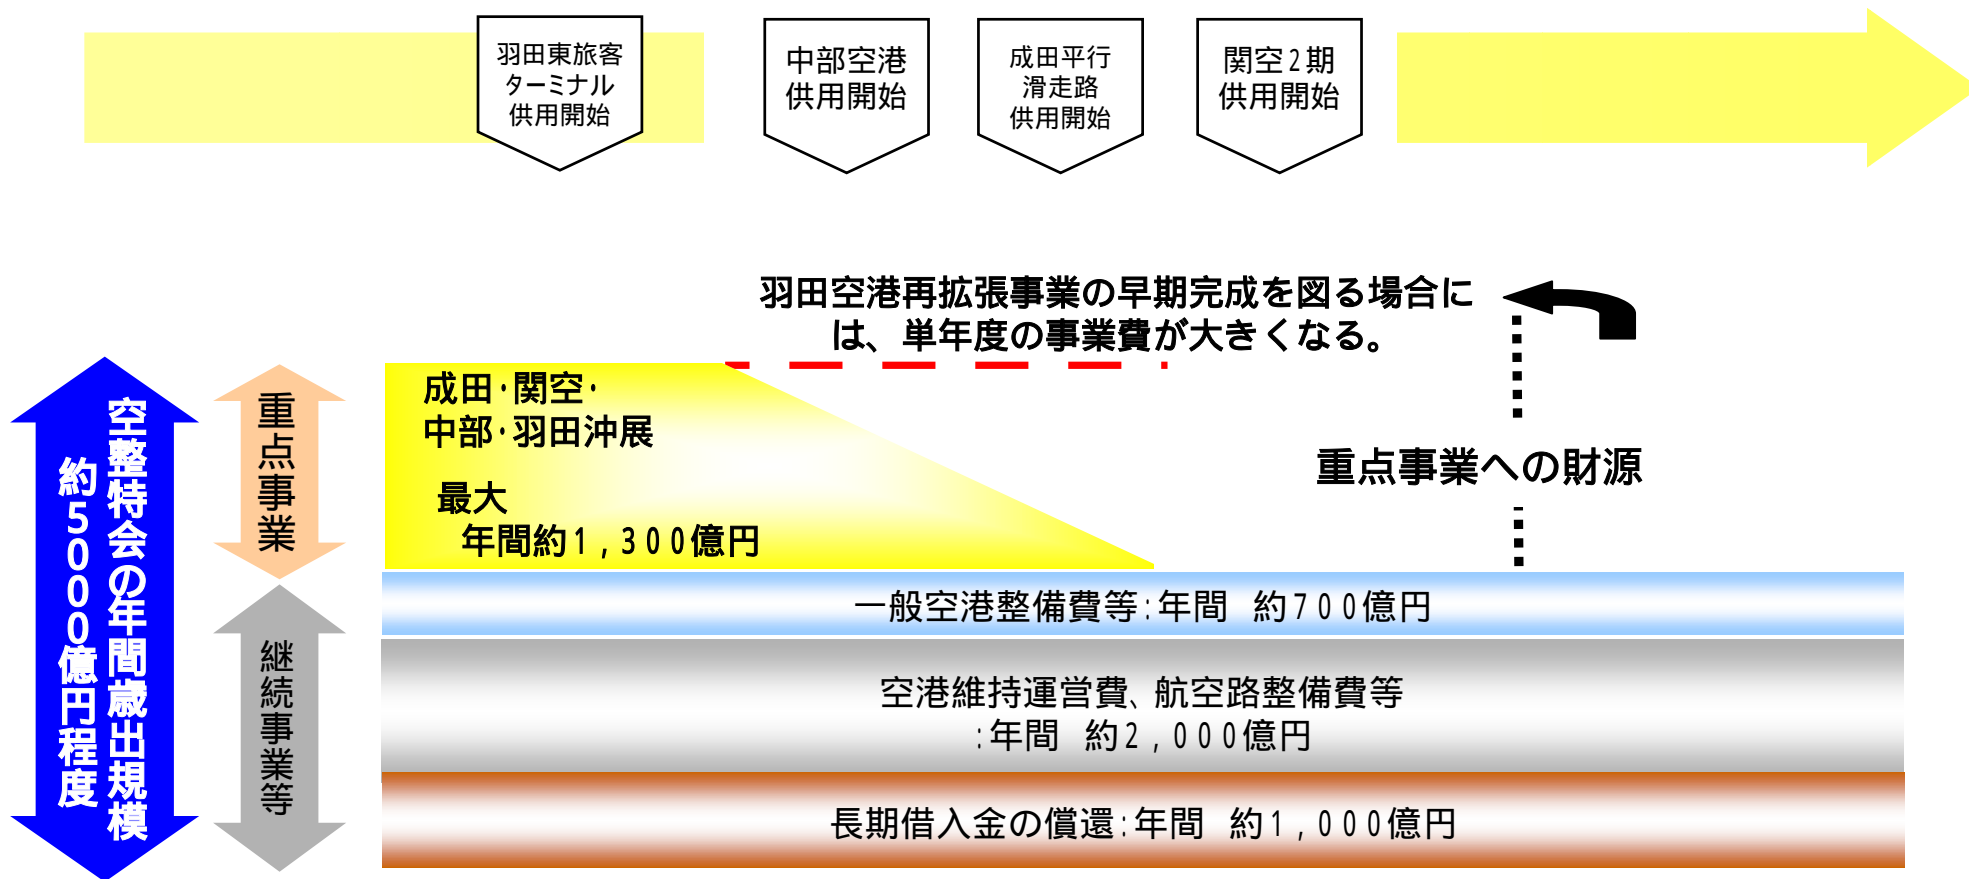 羽田東旅客
ターミナル
供用開始
中部空港
供用開始
成田平行
滑走路
供用開始
関空2期
供用開始
羽田空港再拡張事業の早期完成を図る場合に
は、単年度の事業費が大きくなる。
空整特会の年間歳出規模
約5000億円程度
重点事業
継続事業等
成田・関空・
中部・羽田沖展
最大
年間約1,300億円
重点事業への財源
一般空港整備費等:年間 約700億円
空港維持運営費、航空路整備費等
:年間 約2,000億円
長期借入金の償還:年間 約1,000億円